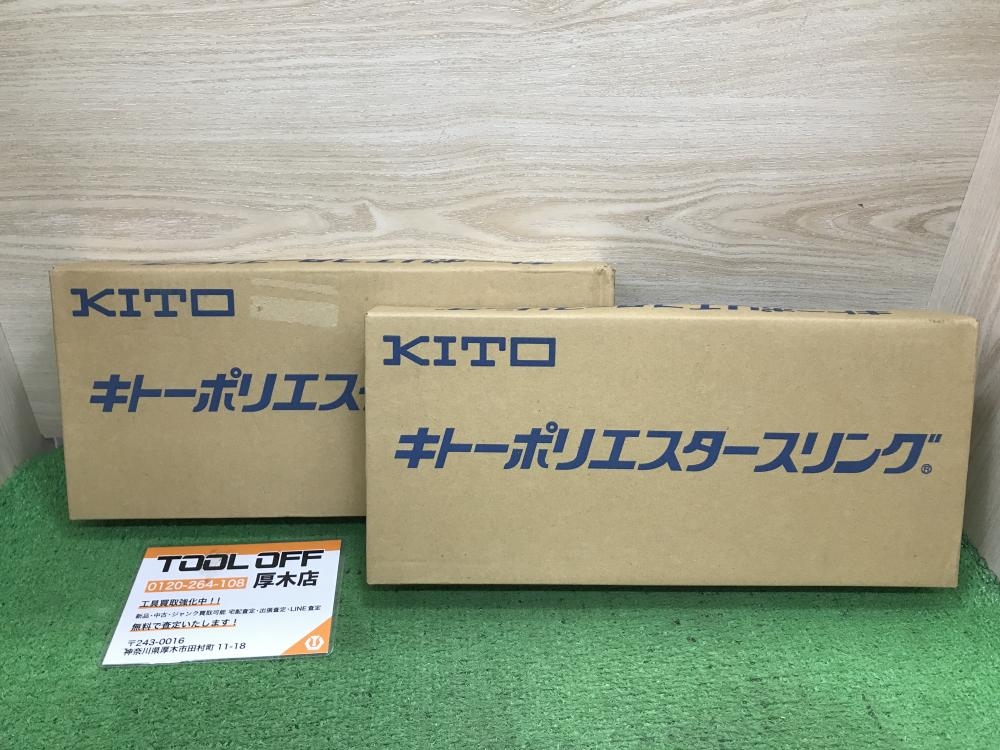 KITO
キトーポリエスタ
KITO
キトーポリエスタースリング®
TOOL OFF
0120-264-108 厚木店
工具買取強化中！！
新品・中古・ジャンク買取可能 宅配査定・出張査定・LINE査定
無料で査定いたします！
〒243-0016
神奈川県厚木市田村町 11-18